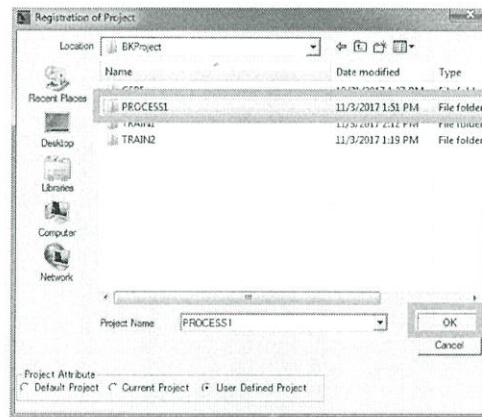 Registration of Project
Location BKProject
Name Date modified Type
PROCESS1 11/3/2017 1:51 PM File folder
TRAIN2 11/3/2017 1:19 PM File folder
Recent Places
Desktop
Libraries
Computer
Network
Project Name PROCESS1 OK
Cancel
Project Attribute
Default Project Current Project User Defined Project